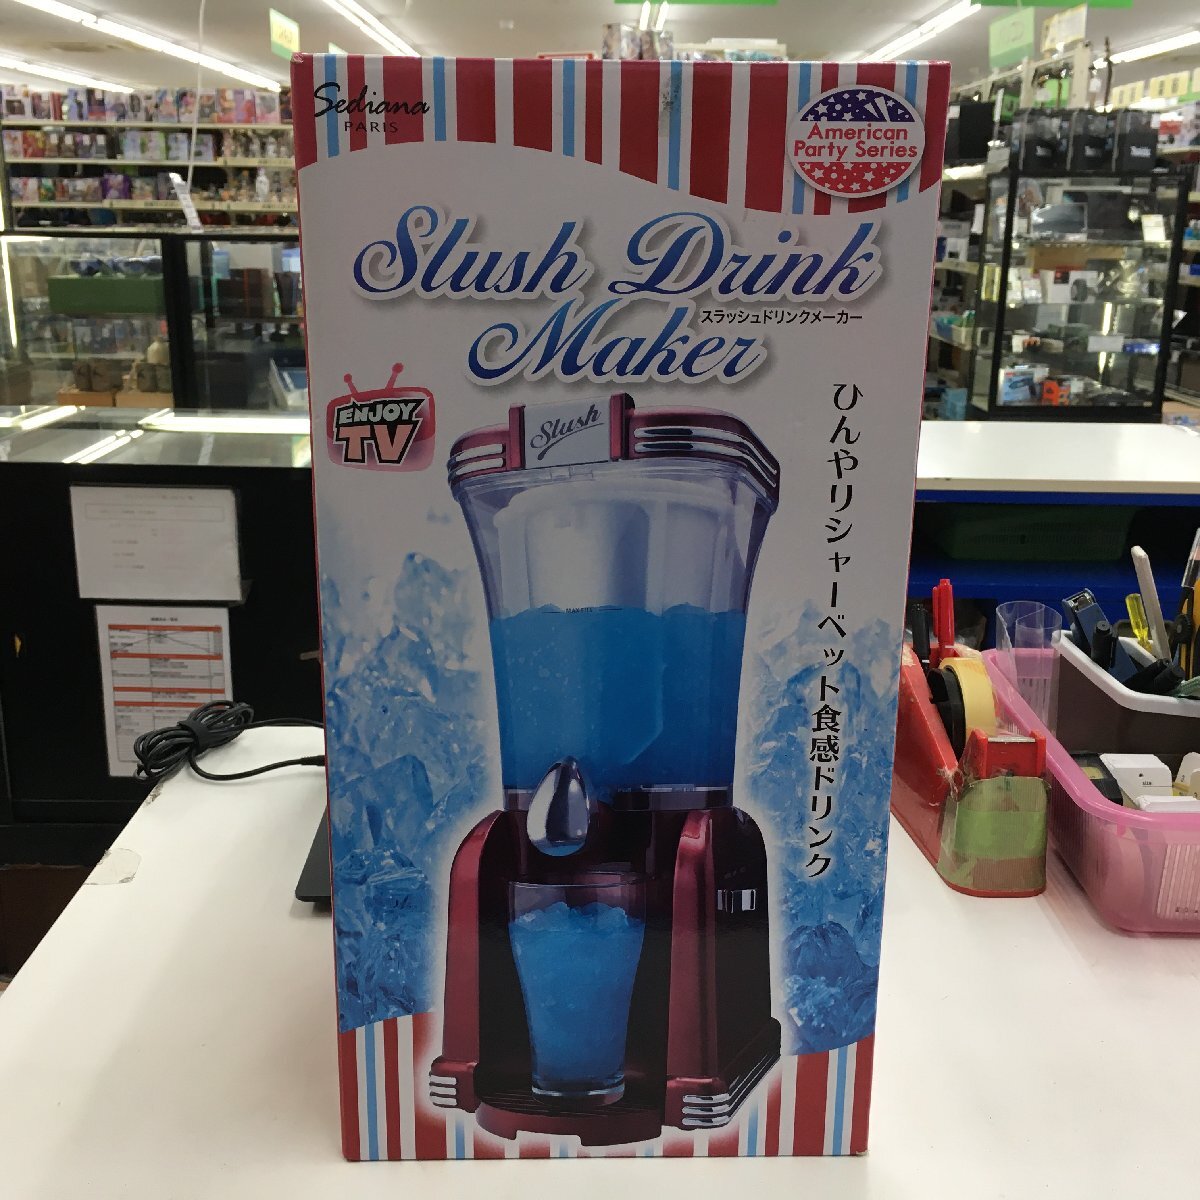 Sediana
PARIS
American
Party Series
Slush Drink
Maker
スラッシュドリンクメーカー
ENJOY
TV
ひんやりシャーベット食感ドリンク
Slush
MAX FILL